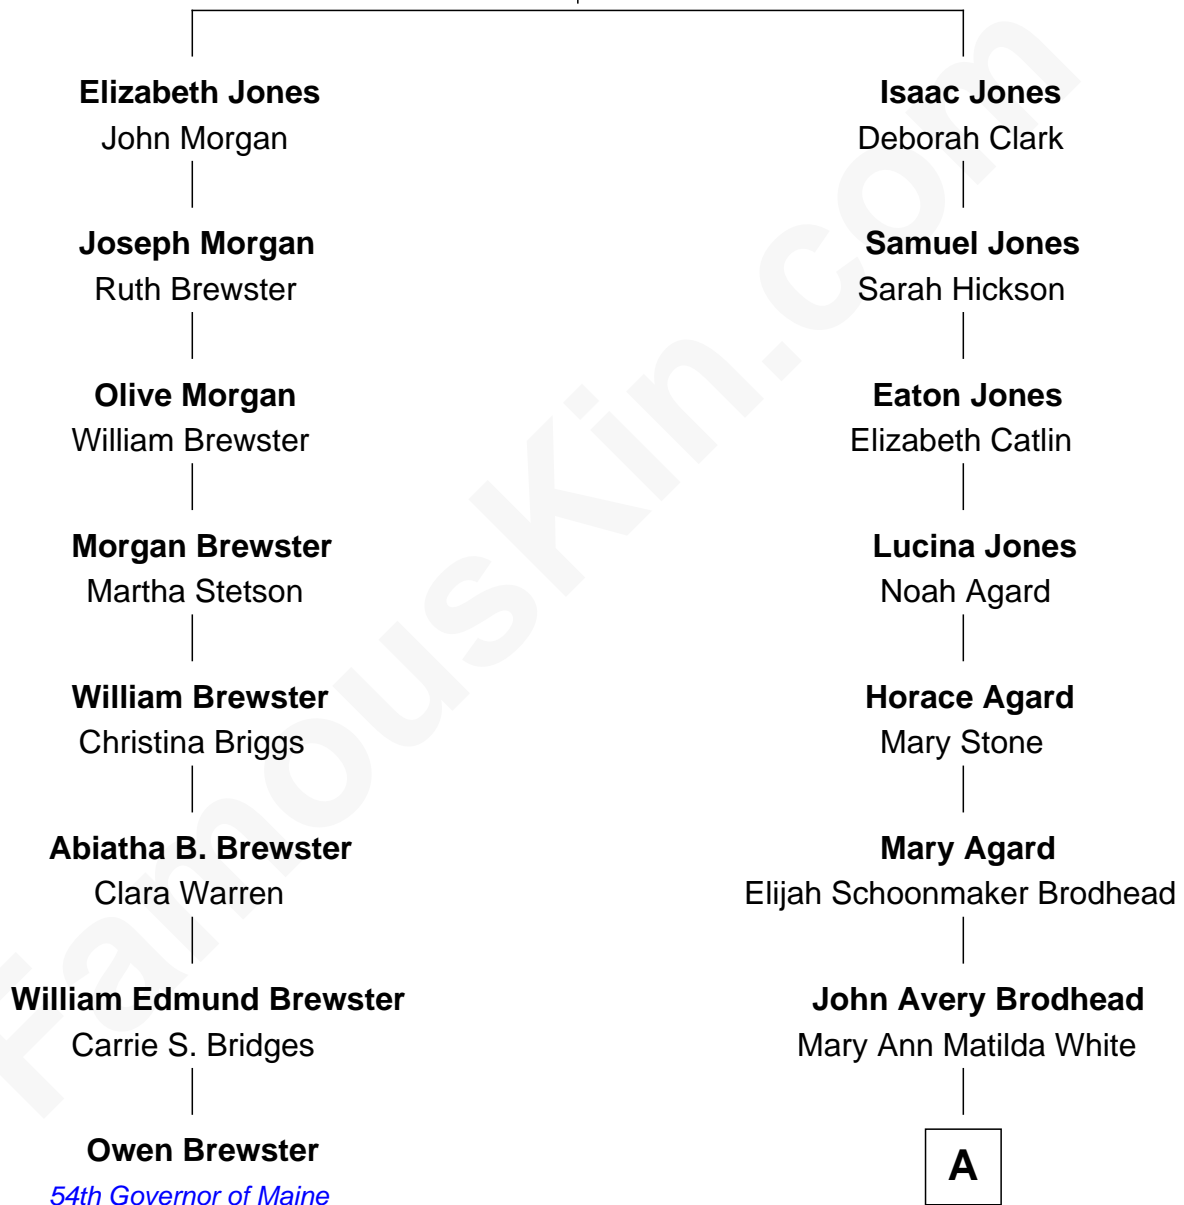 Elizabeth Jones
John Morgan
Isaac Jones
Deborah Clark
Joseph Morgan
Ruth Brewster
Samuel Jones
Sarah Hickson
Olive Morgan
William Brewster
Eaton Jones
Elizabeth Catlin
Morgan Brewster
Martha Stetson
Lucina Jones
Noah Agard
William Brewster
Christina Briggs
Horace Agard
Mary Stone
Abiatha B. Brewster
Clara Warren
Mary Agard
Elijah Schoonmaker Brodhead
William Edmund Brewster
Carrie S. Bridges
John Avery Brodhead
Mary Ann Matilda White
Owen Brewster
54th Governor of Maine
A
FamousKin.com